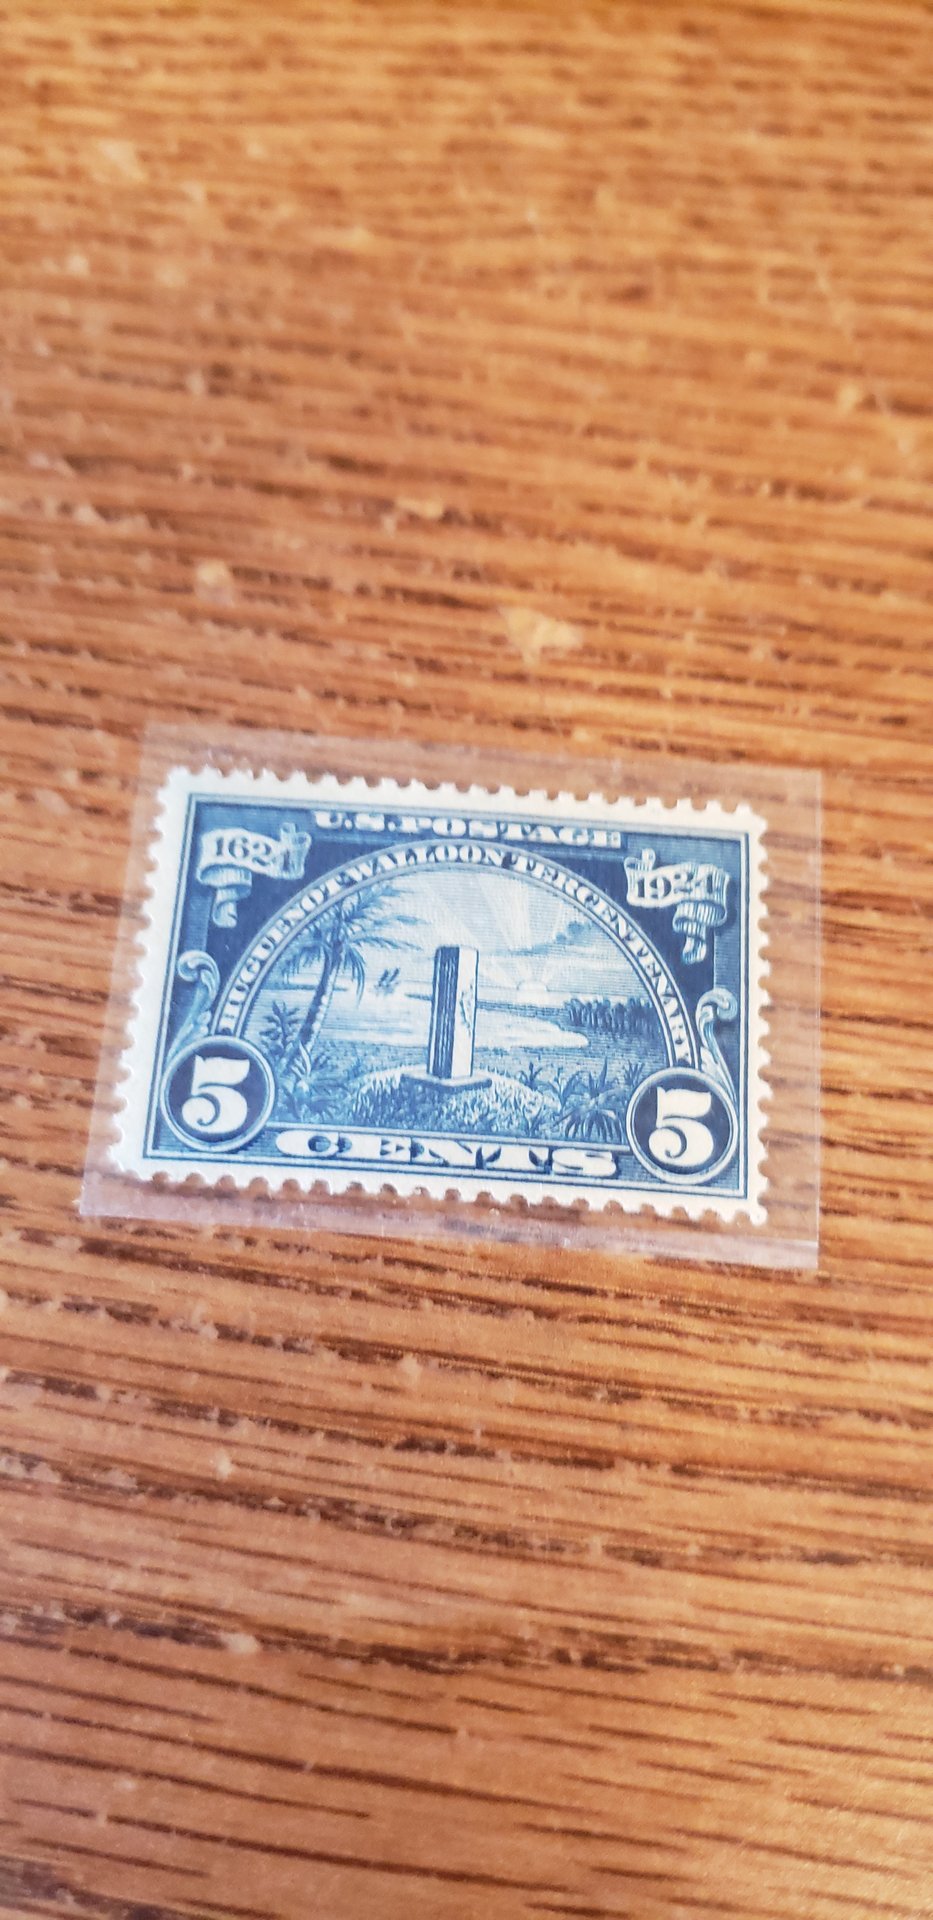 U.S.POSTAGE
1624
1924
HUGUENOT WALLOON TERCENTENARY
5
CENTS
5